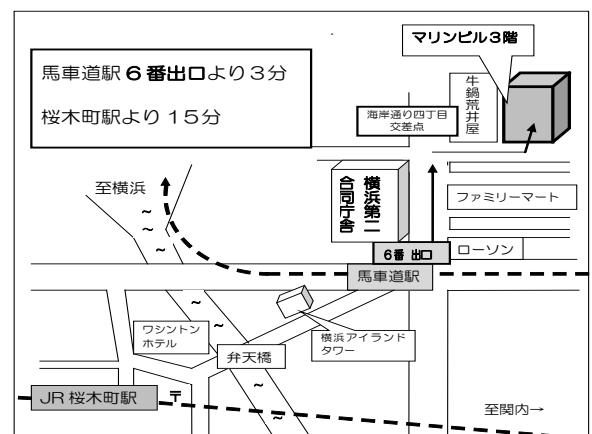 マリンビル３階
馬車道駅６番出口より３分
桜木町駅より 15分
牛鍋荒井屋
海岸通り四丁目
交差点
至横浜
横浜第二
合同庁舎
ファミリーマート
6番 出口
ローソン
馬車道駅
ワシントン
ホテル
横浜アイランド
タワー
弁天橋
JR 桜木町駅
〒
至関内→